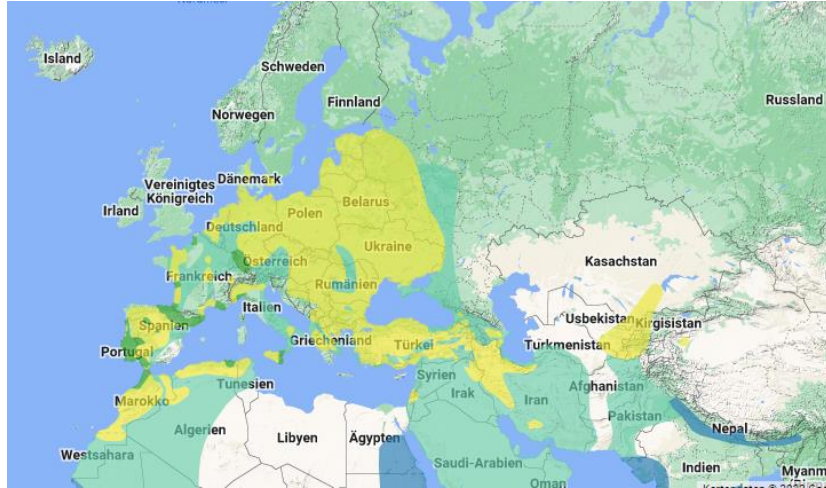 Island
Schweden
Finnland
Russland
Norwegen
Vereinigtes
Königreich
Dänemark
Irland
Belarus
Polen
Deutschland
Ukraine
Österreich
Kasachstan
Frankreich
Rumänien
Italien
Usbekistan
Kirgisistan
Spanien
Portugal
Griechenland
Türkei
Turkmenistan
Tunesien
Syrien
Afghanistan
Marokko
Irak
Iran
Pakistan
Algerien
Libyen
Ägypten
Nepal
Westsahara
Saudi-Arabien
Indien
Oman